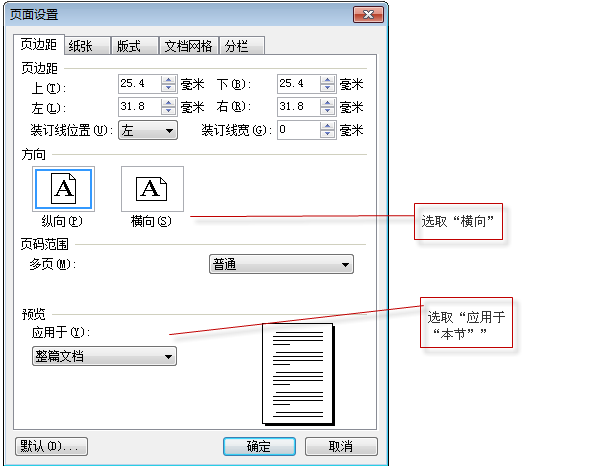 页面设置
页边距 纸张 版式 文档网格 分栏
页边距
上(T): 25.4 毫米 下(B): 25.4 毫米
左(L): 31.8 毫米 右(R): 31.8 毫米
装订线位置(U): 左 装订线宽(G): 0 毫米
方向
A A
纵向(P) 横向(S)
选取“横向”
页码范围
多页(M): 普通
预览
应用于(Y):
整篇文档
选取“应用于
“本节””
默认(D)... 确定 取消